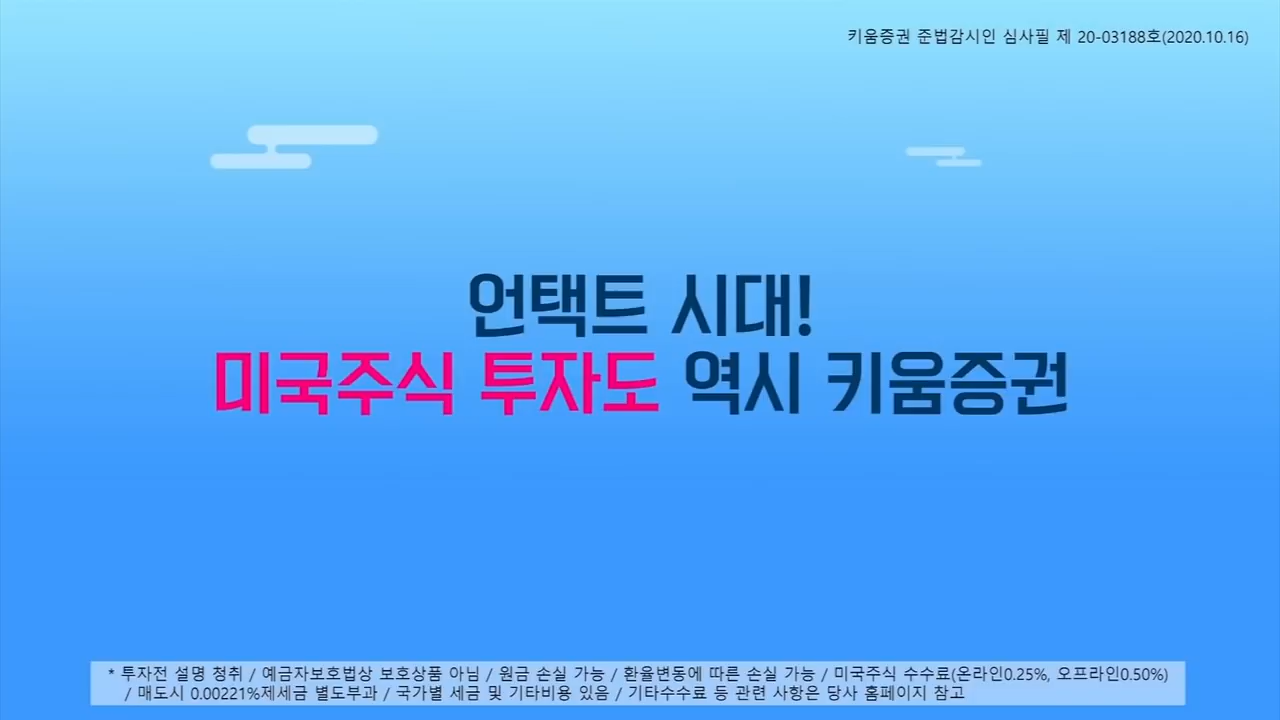 키움증권 준법감시인 심사필 제 20-03188호(2020.10.16)
언택트 시대!
미국주식 투자도 역시 키움증권
* 투자전 설명 청취 / 예금자보호법상 보호상품 아님 / 원금 손실 가능 / 환율변동에 따른 손실 가능 / 미국주식 수수료(온라인0.25%, 오프라인0.50%)
/ 매도시 0.00221%제세금 별도부과 / 국가별 세금 및 기타비용 있음 / 기타수수료 등 관련 사항은 당사 홈페이지 참고